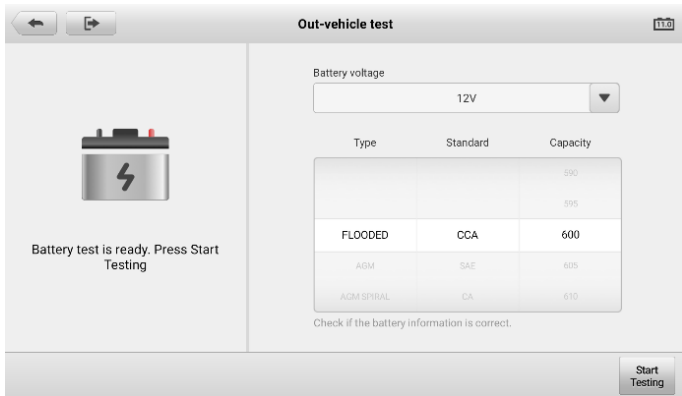 Out-vehicle test
11.0
Battery test is ready. Press Start
Testing
Battery voltage
12V
Type Standard Capacity
590
595
FLOODED CCA 600
AGM SAE 605
AGM SPIRAL CA 610
Check if the battery information is correct.
Start
Testing